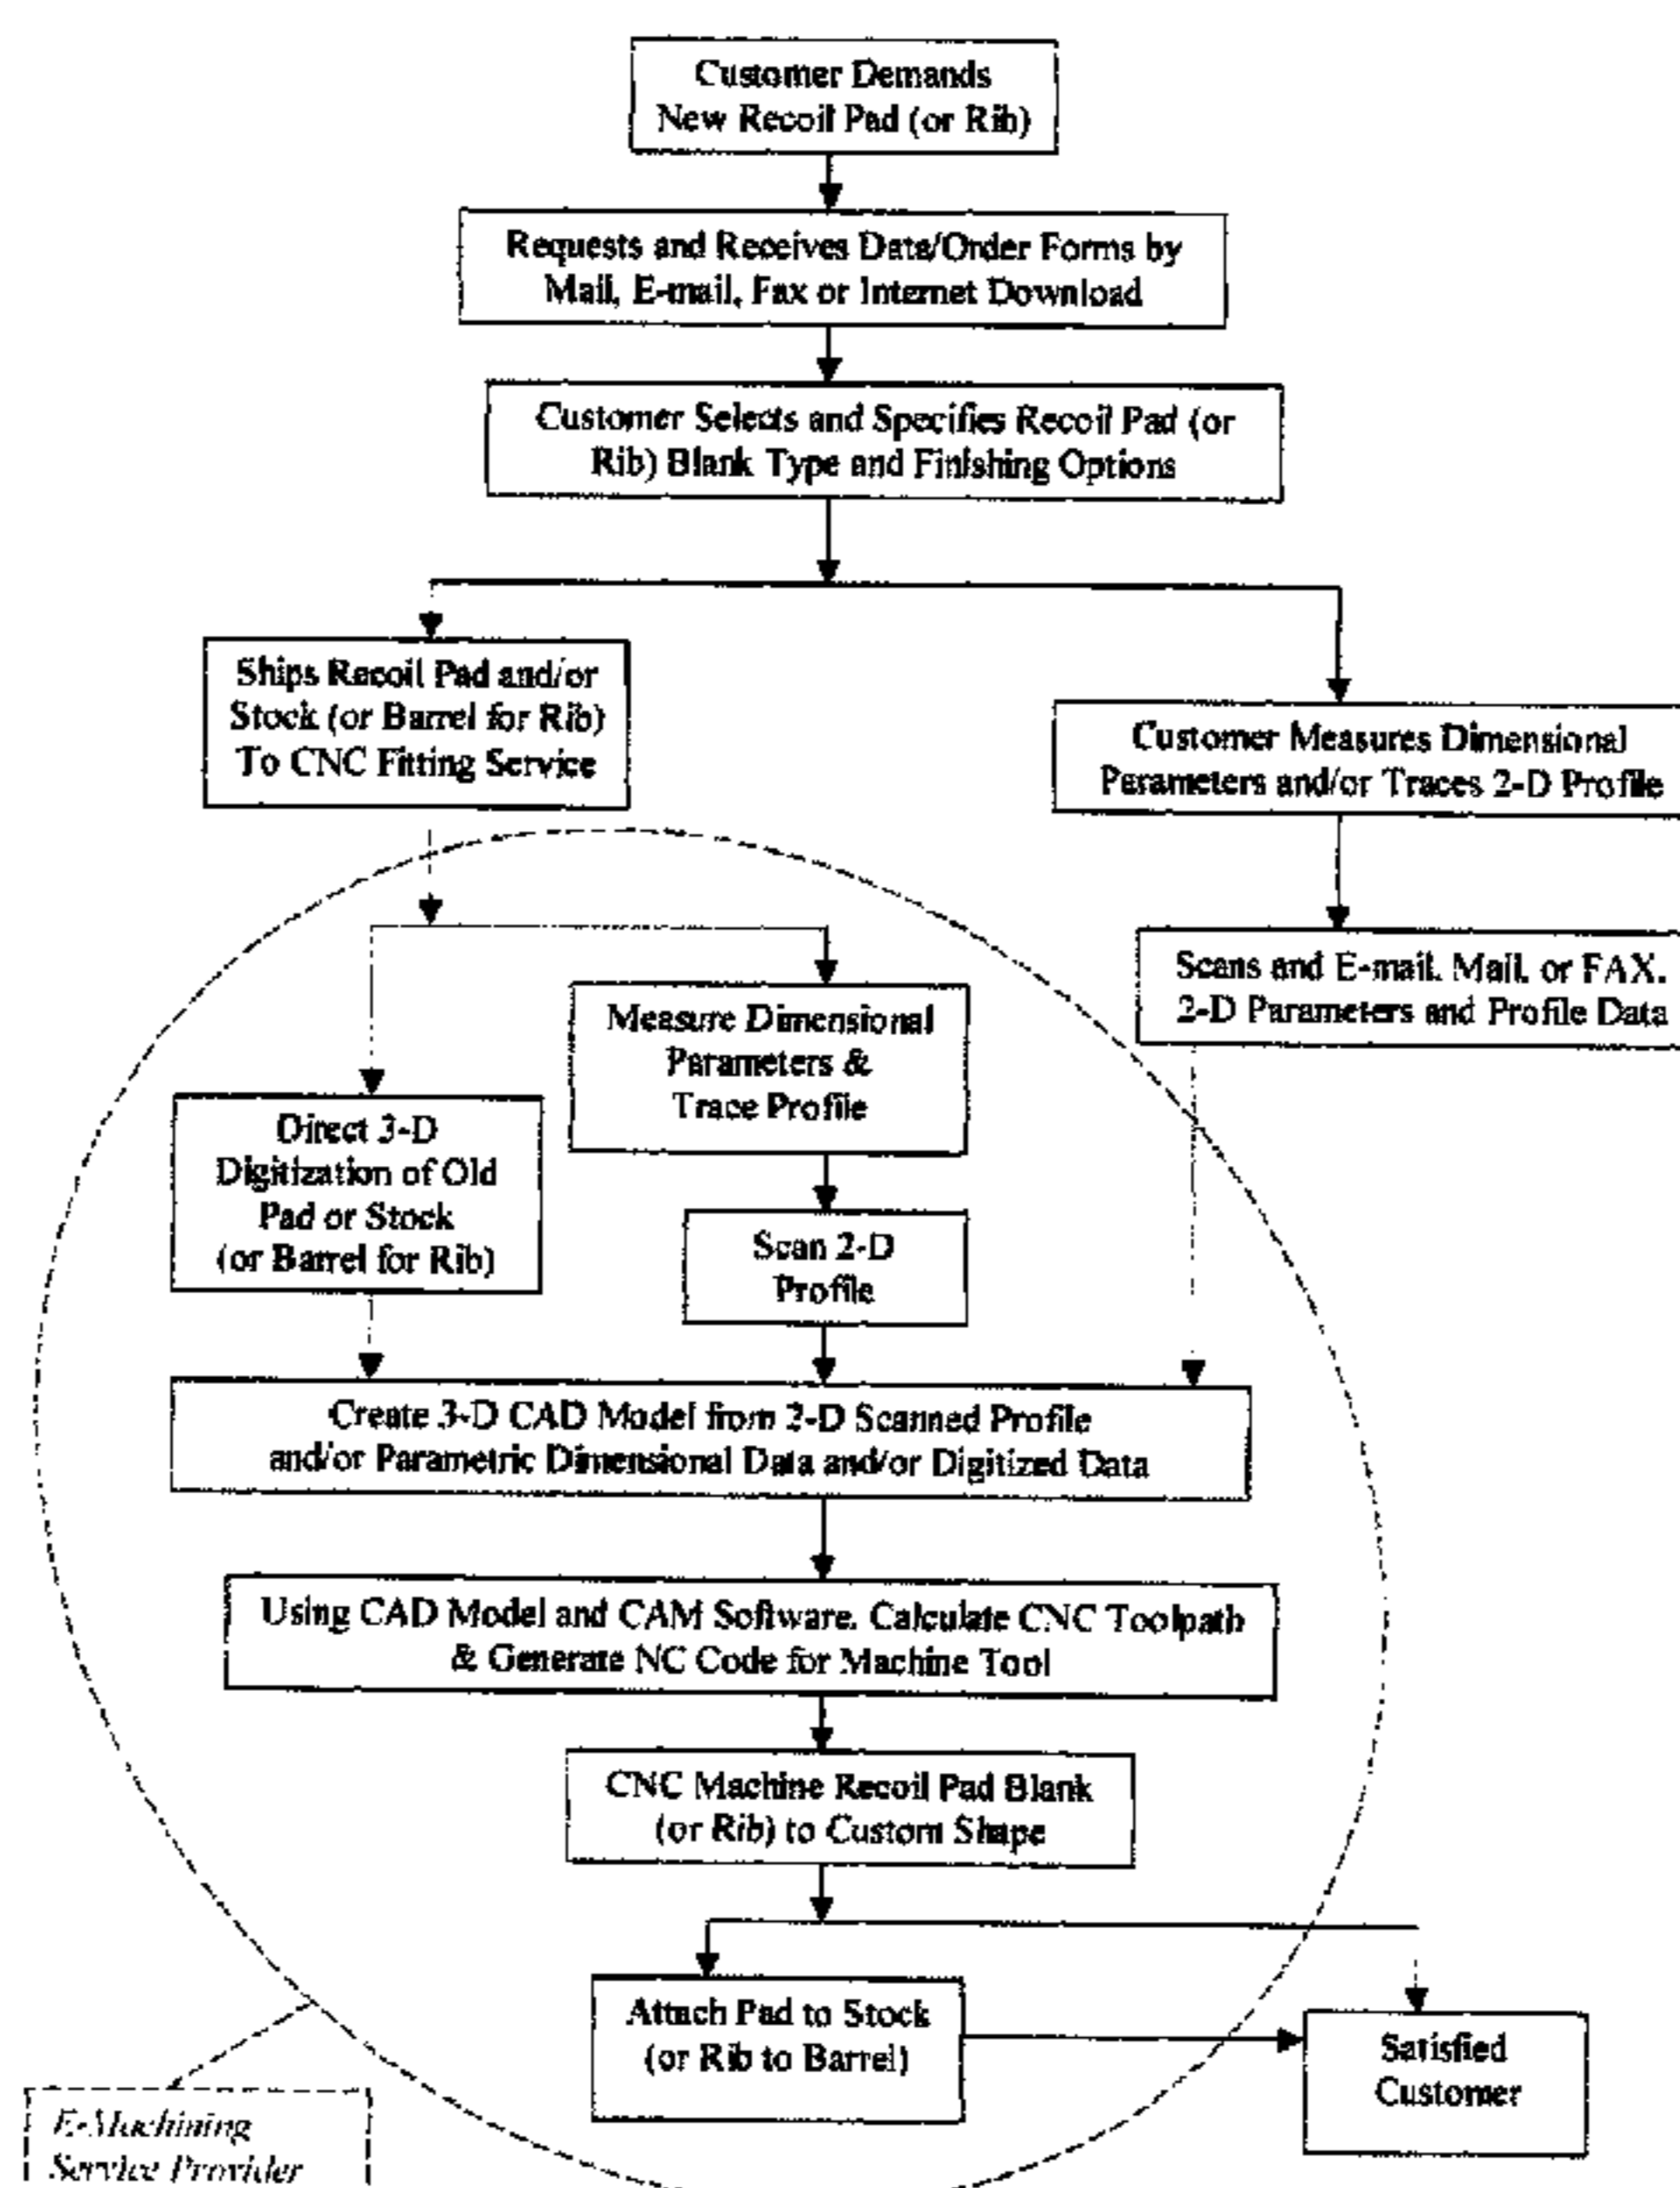 Customer Demands
New Recoil Pad (or Rib)
Requests and Receives Data/Order Forms by
Mail, E-mail, Fax or Internet Download
Customer Selects and Specifies Recoil Pad (or
Rib) Blank Type and Finishing Options
Ships Recoil Pad and/or
Stock (or Barrel for Rib)
To CNC Fitting Service
Customer Measures Dimensional
Parameters and/or Traces 2-D Profile
Scans and E-mail, Mail, or FAX.
2-D Parameters and Profile Data
Measure Dimensional
Parameters &
Trace Profile
Direct 3-D
Digitization of Old
Pad or Stock
(or Barrel for Rib)
Scan 2-D
Profile
Create 3-D CAD Model from 2-D Scanned Profile
and/or Parametric Dimensional Data and/or Digitized Data
Using CAD Model and CAM Software, Calculate CNC Toolpath
& Generate NC Code for Machine Tool
CNC Machine Recoil Pad Blank
(or Rib) to Custom Shape
Attach Pad to Stock
(or Rib to Barrel)
Satisfied
Customer
E-Machining
Service Provider